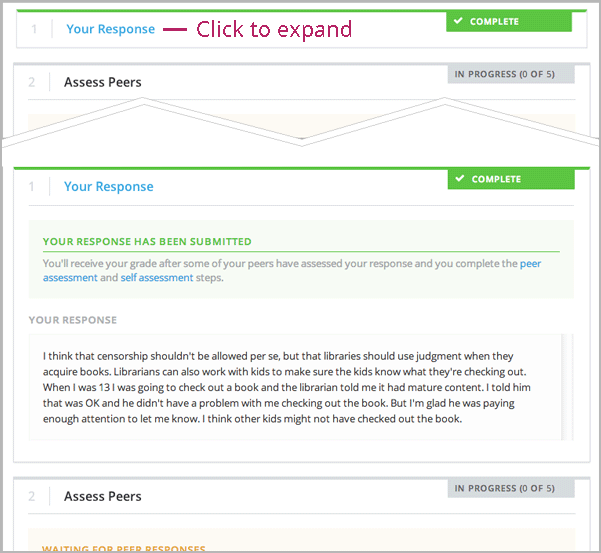 1 Your Response — Click to expand ✔ COMPLETE
2 Assess Peers IN PROGRESS (0 OF 5)
1 Your Response ✔ COMPLETE
YOUR RESPONSE HAS BEEN SUBMITTED
You'll receive your grade after some of your peers have assessed your response and you complete the peer
assessment and self assessment steps.
YOUR RESPONSE
I think that censorship shouldn't be allowed per se, but that libraries should use judgment when they
acquire books. Librarians can also work with kids to make sure the kids know what they're checking out.
When I was 13 I was going to check out a book and the librarian told me it had mature content. I told him
that was OK and he didn't have a problem with me checking out the book. But I'm glad he was paying
enough attention to let me know. I think other kids might not have checked out the book.
2 Assess Peers IN PROGRESS (0 OF 5)
WAITING FOR PEER RESPONSES